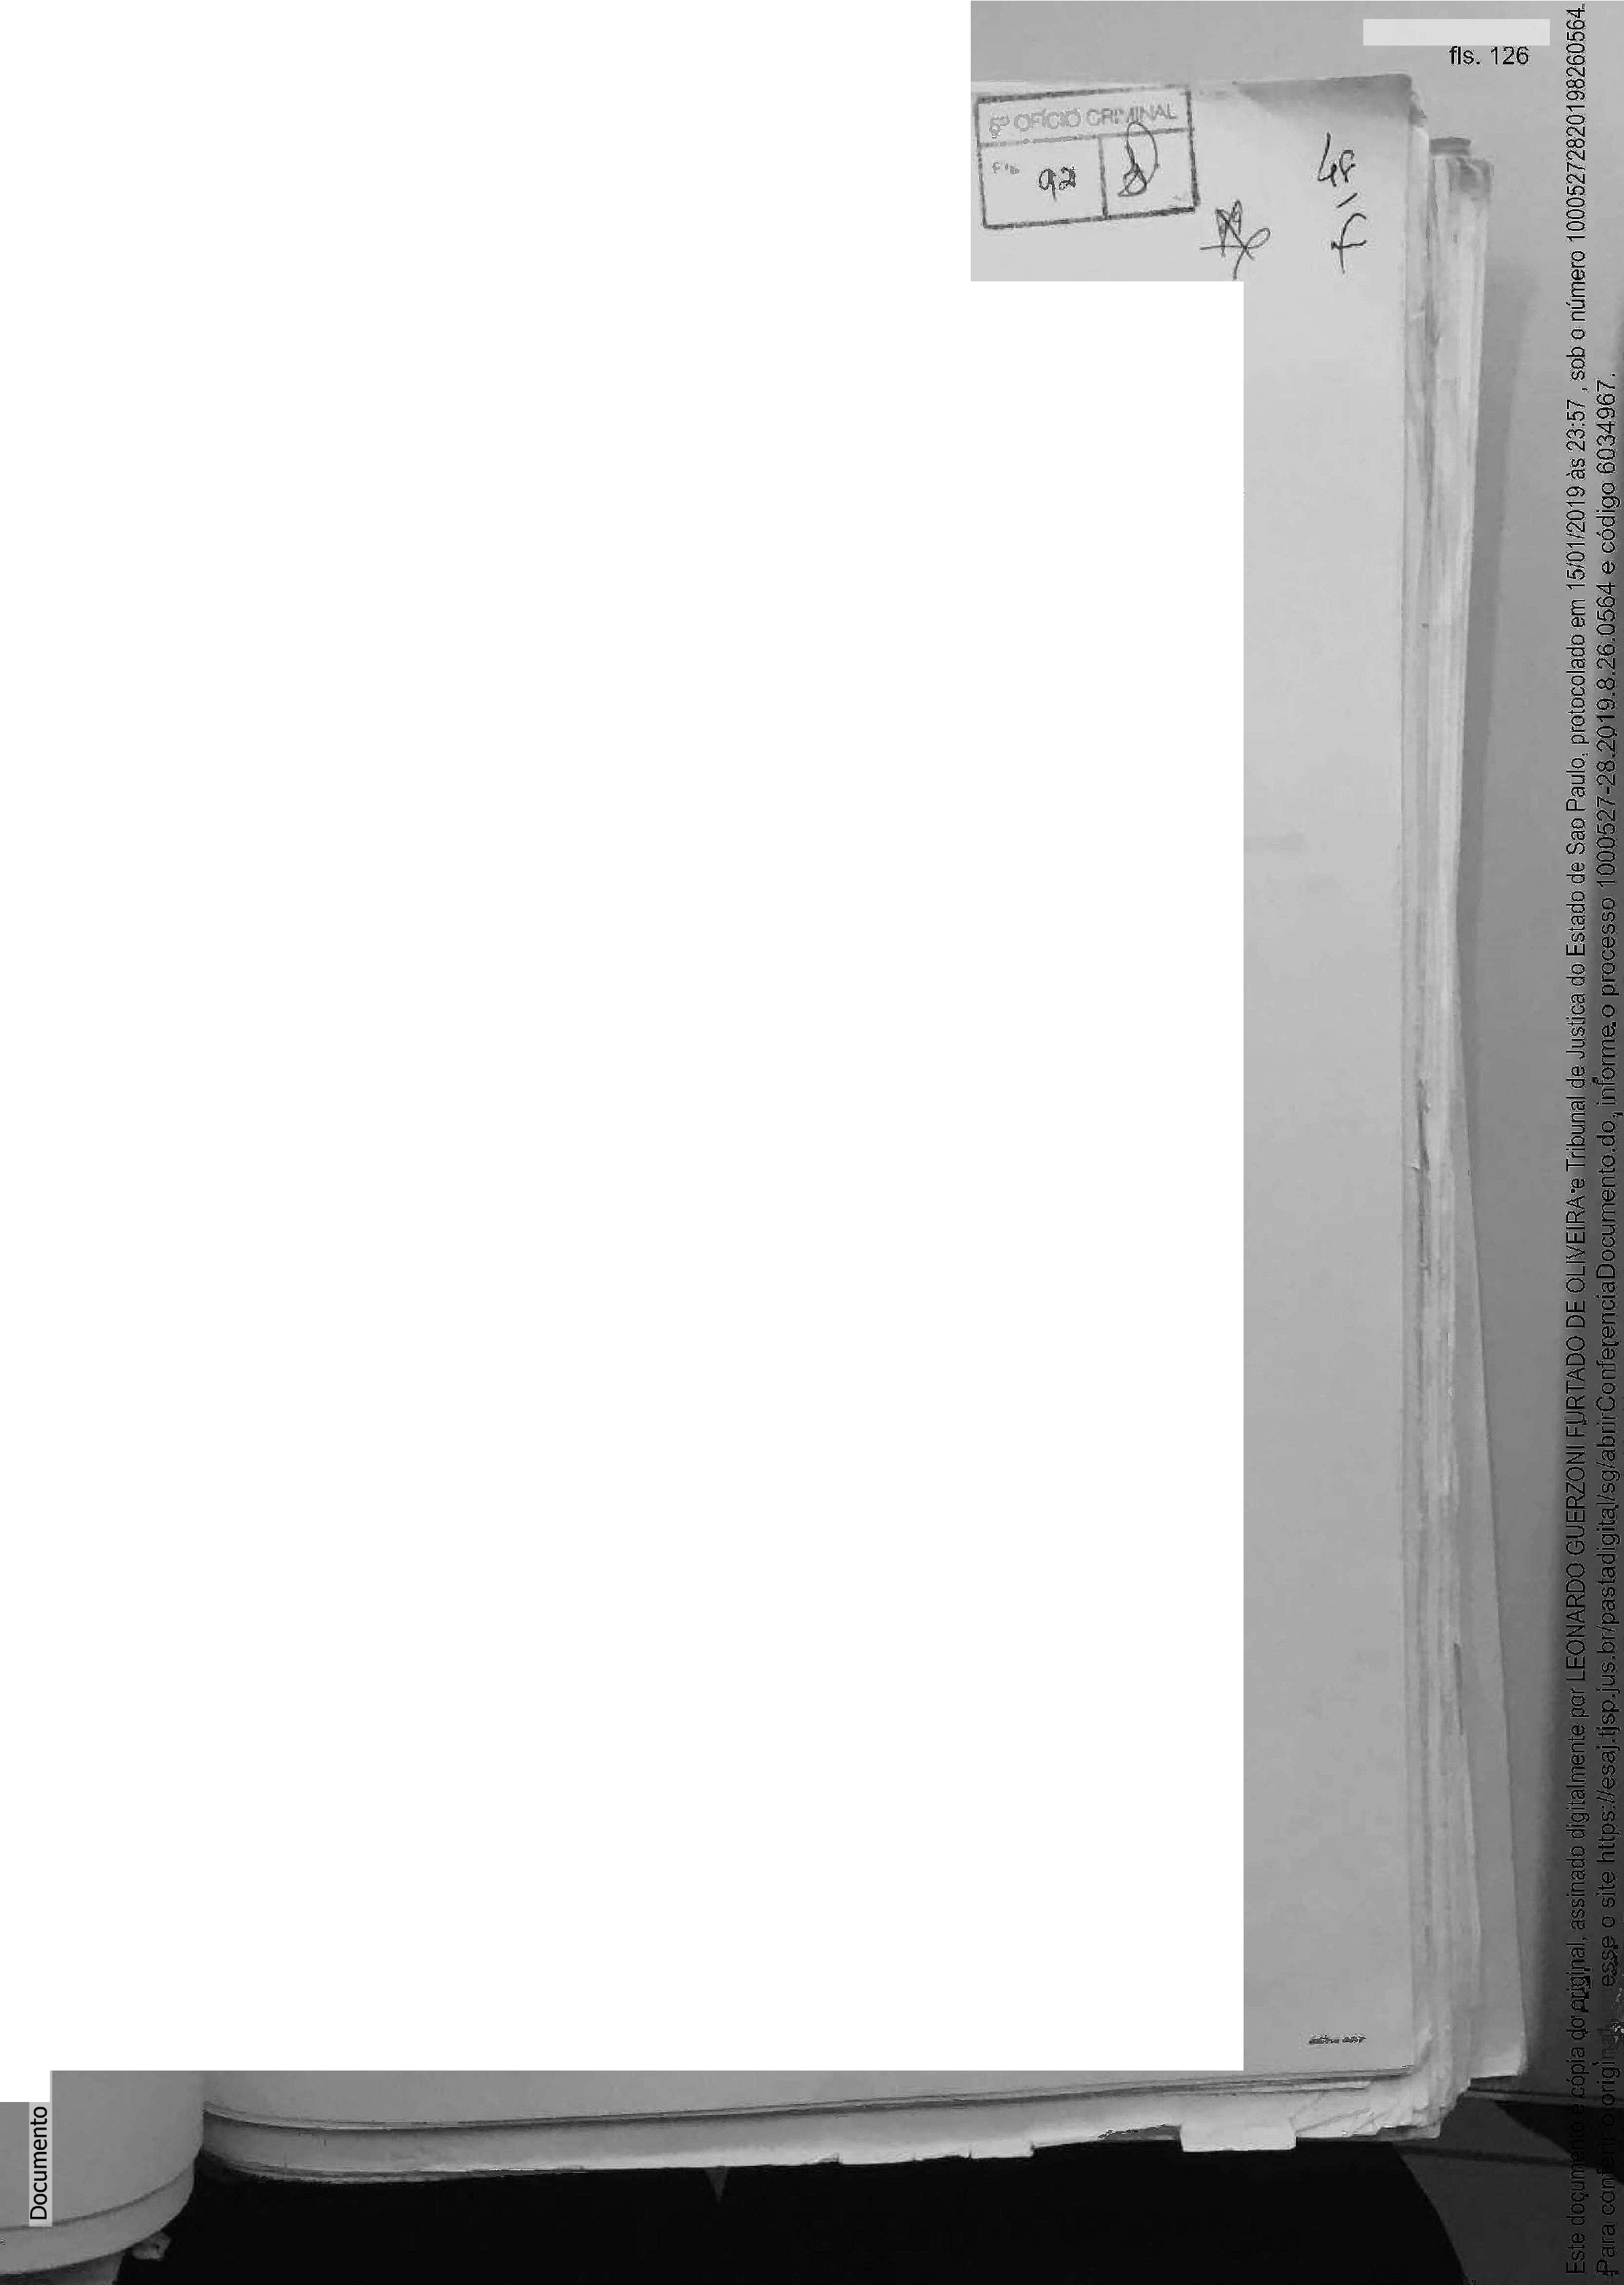 fls. 126
5º OFÍCIO CRIMINAL
92
48
Este documento é cópia do original, assinado digitalmente por LEONARDO GUERZONI FURTADO DE OLIVEIRA e Tribunal de Justica do Estado de Sao Paulo, protocolado em 15/01/2019 às 23:57 , sob o número 10005272820198260564.
Para conferir o original, esse o site https://esaj.tjsp.jus.br/pastadigital/sg/abrirConferenciaDocumento.do, informe o processo 1000527-28.2019.8.26.0564 e código 6034967.
Documento